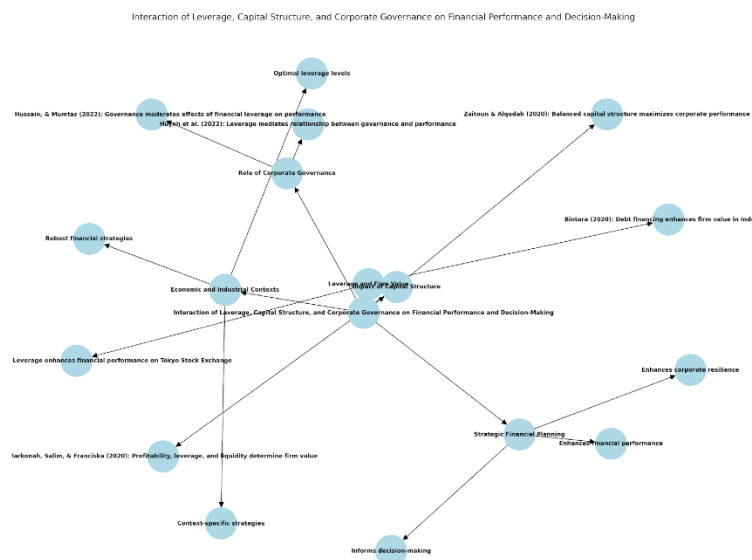 Interaction of Leverage, Capital Structure, and Corporate Governance on Financial Performance and Decision-Making
Optimal leverage levels
Hussain, & Mumtaz (2022): Governance moderates effects of financial leverage on performance
Zaitoun & Alqudah (2020): Balanced capital structure maximizes corporate performance
Huynh et al. (2022): Leverage mediates relationship between governance and performance
Role of Corporate Governance
Bintara (2020): Debt financing enhances firm value in
Robust financial strategies
Leverage and Firm Value
Impact of Capital Structure
Economic and Industrial Contexts
Interaction of Leverage, Capital Structure, and Corporate Governance on Financial Performance and Decision-Making
Leverage enhances financial performance on Tokyo Stock Exchange
Enhances corporate resilience
Strategic Financial Planning
Enhances financial performance
Salim, & Franciska (2020): Profitability, leverage, and liquidity determine firm value
Context-specific strategies
Informs decision-making